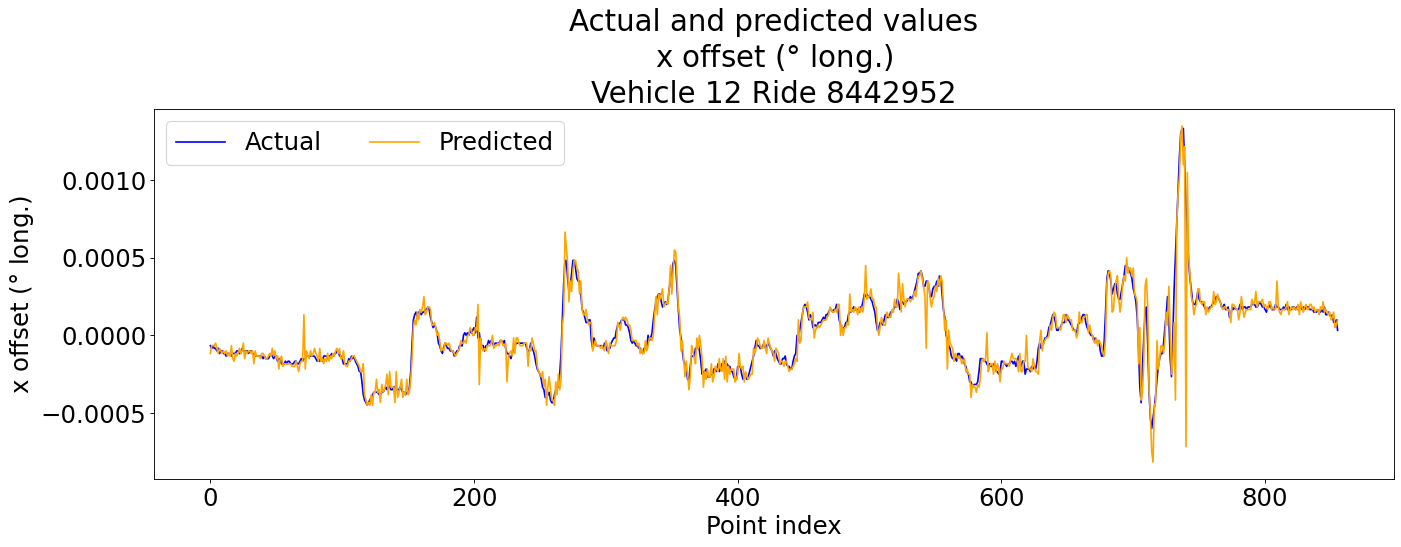 Actual and predicted values
x offset (° long.)
Vehicle 12 Ride 8442952
Actual
Predicted
x offset (° long.)
0.0010
0.0005
0.0000
−0.0005
0
200
400
600
800
Point index